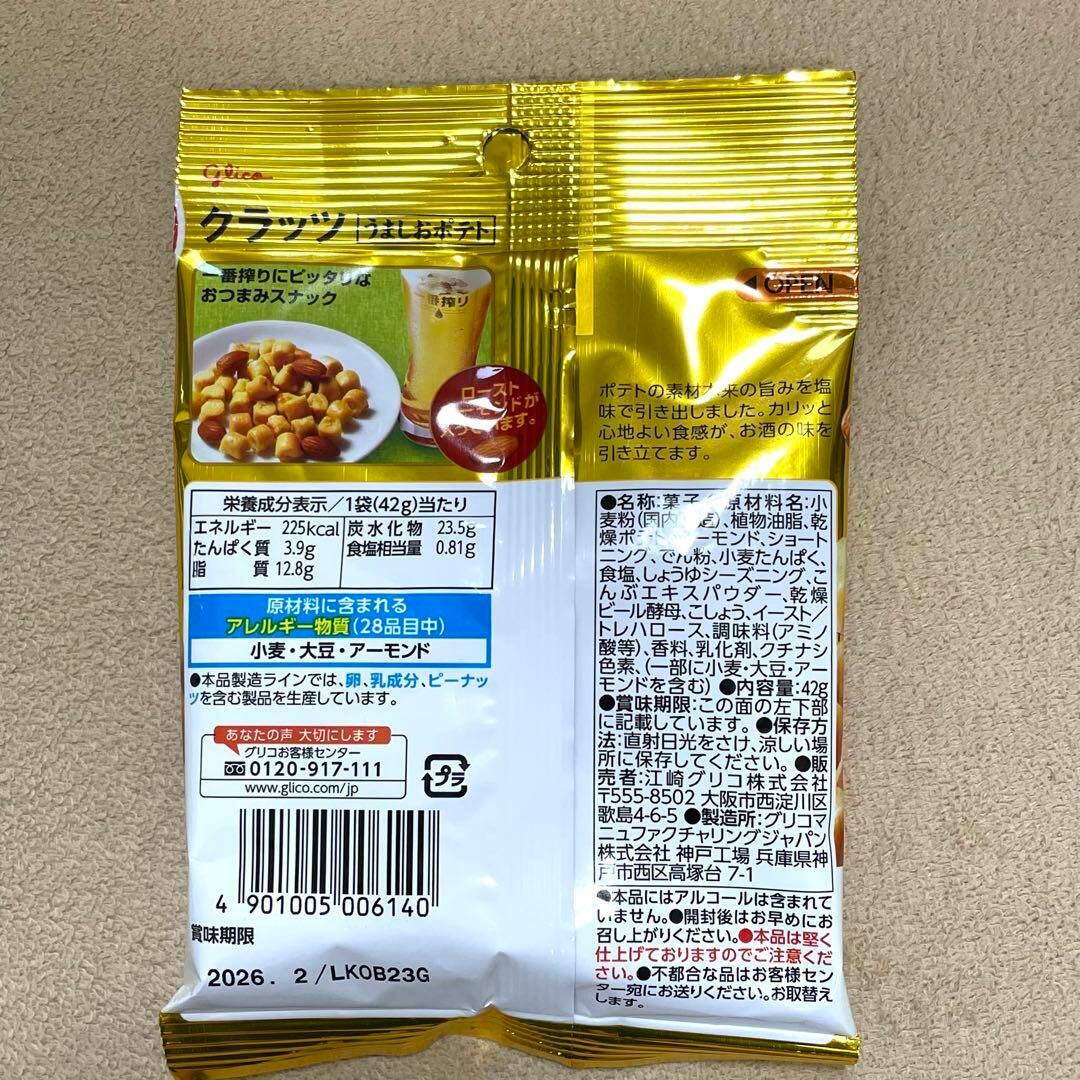 Glico
クラッツ うましおポテト
一番搾りにピッタリな
おつまみスナック
一番搾り
ロースト
OPEN
ポテトの素材本来の旨みを塩
味で引き出しました。カリッと
心地よい食感が、お酒の味を
引き立てます。
栄養成分表示/1袋(42g)当たり
エネルギー 225kcal 炭水化物 23.5g
たんぱく質 3.9g 食塩相当量 0.81g
脂 質 12.8g
原材料に含まれる
アレルギー物質(28品目中)
小麦・大豆・アーモンド
●本品製造ラインでは、卵、乳成分、ピーナッ
ツを含む製品を生産しています。
あなたの声 大切にします
グリコお客様センター
0120-917-111
www.glico.com/jp
プラ
4 901005 006140
賞味期限
2026. 2/LKOB23G
●名称:菓子 原材料名:小
麦粉(国内 造)、植物油脂、乾
燥ポテト、アーモンド、ショート
ニング、でん粉、小麦たんぱく、
食塩、しょうゆシーズニング、こ
んぶエキスパウダー、乾燥
ビール酵母、こしょう、イースト/
トレハロース、調味料(アミノ
酸等)、香料、乳化剤、クチナシ
色素、(一部に小麦・大豆・アー
モンドを含む) ●内容量:42g
●賞味期限:この面の左下部
に記載しています。●保存方
法:直射日光をさけ、涼しい場
所に保存してください。●販
売者:江崎グリコ株式会社
〒555-8502 大阪市西淀川区
歌島4-6-5 ●製造所:グリコマ
ニュファクチャリングジャパン
株式会社 神戸工場 兵庫県神
戸市西区高塚台 7-1
●本品にはアルコールは含まれて
いません。●開封後はお早めにお
召し上がりください。●本品は堅く
仕上げておりますのでご注意くだ
さい。●不都合な品はお客様セン
ター宛にお送りください。お取替え
します。